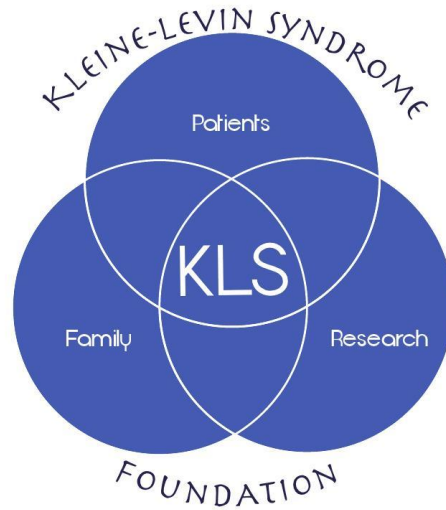 KLEINE-LEVIN SYNDROME
Patients
KLS
Family
Research
FOUNDATION